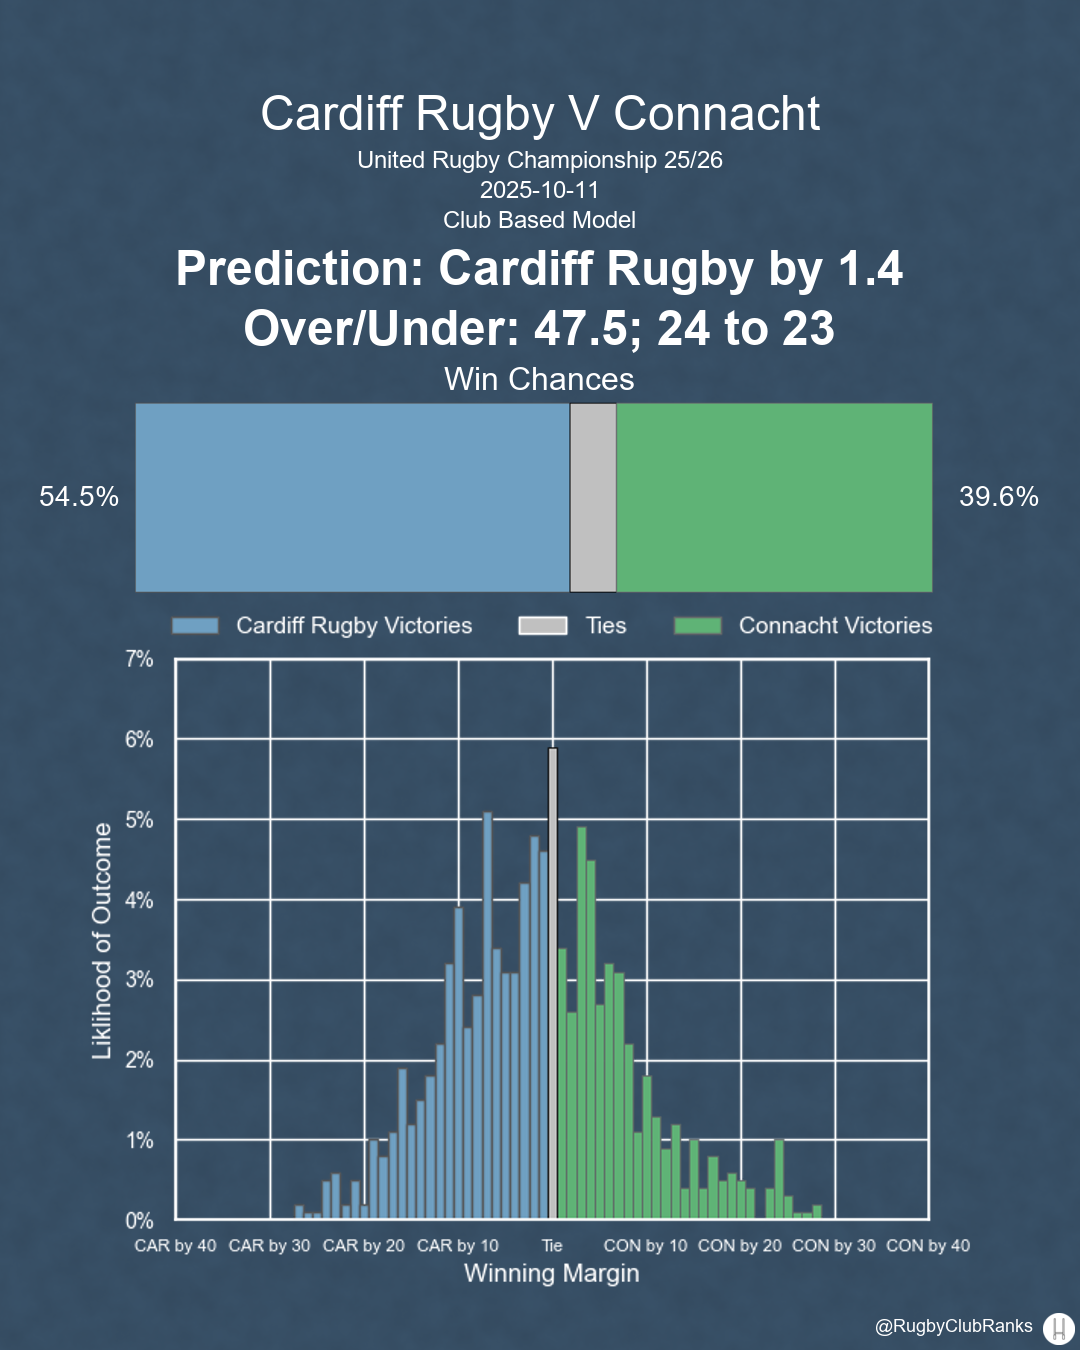 Cardiff Rugby V Connacht
United Rugby Championship 25/26
2025-10-11
Club Based Model
Prediction: Cardiff Rugby by 1.4
Over/Under: 47.5; 24 to 23
Win Chances
54.5%
39.6%
Cardiff Rugby Victories
Ties
Connacht Victories
7%
6%
5%
4%
3%
2%
1%
0%
Liklihood of Outcome
CAR by 40
CAR by 30
CAR by 20
CAR by 10
Tie
CON by 10
CON by 20
CON by 30
CON by 40
Winning Margin
@RugbyClubRanks